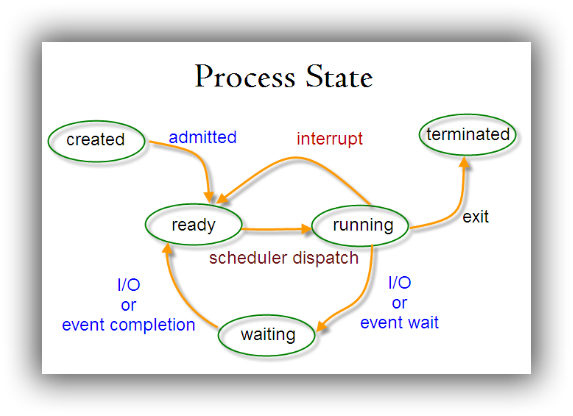 Process State
created
admitted
interrupt
terminated
ready
running
exit
scheduler dispatch
I/O
or
event completion
I/O
or
event wait
waiting